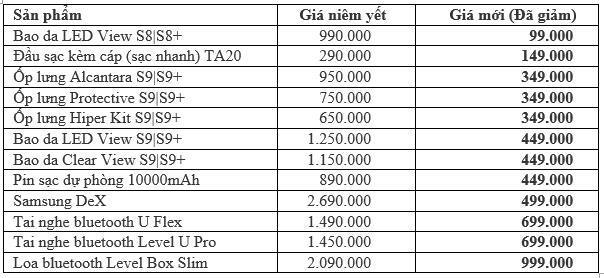 Sản phẩm Giá niêm yết Giá mới (Đã giảm)
Bao da LED View S8|S8+ 990.000 99.000
Đầu sạc kèm cáp (sạc nhanh) TA20 290.000 149.000
Ốp lưng Alcantara S9|S9+ 950.000 349.000
Ốp lưng Protective S9|S9+ 750.000 349.000
Ốp lưng Hiper Kit S9|S9+ 650.000 349.000
Bao da LED View S9|S9+ 1.250.000 449.000
Bao da Clear View S9|S9+ 1.150.000 449.000
Pin sạc dự phòng 10000mAh 890.000 449.000
Samsung DeX 2.690.000 499.000
Tai nghe bluetooth U Flex 1.490.000 699.000
Tai nghe bluetooth Level U Pro 1.450.000 699.000
Loa bluetooth Level Box Slim 2.090.000 999.000